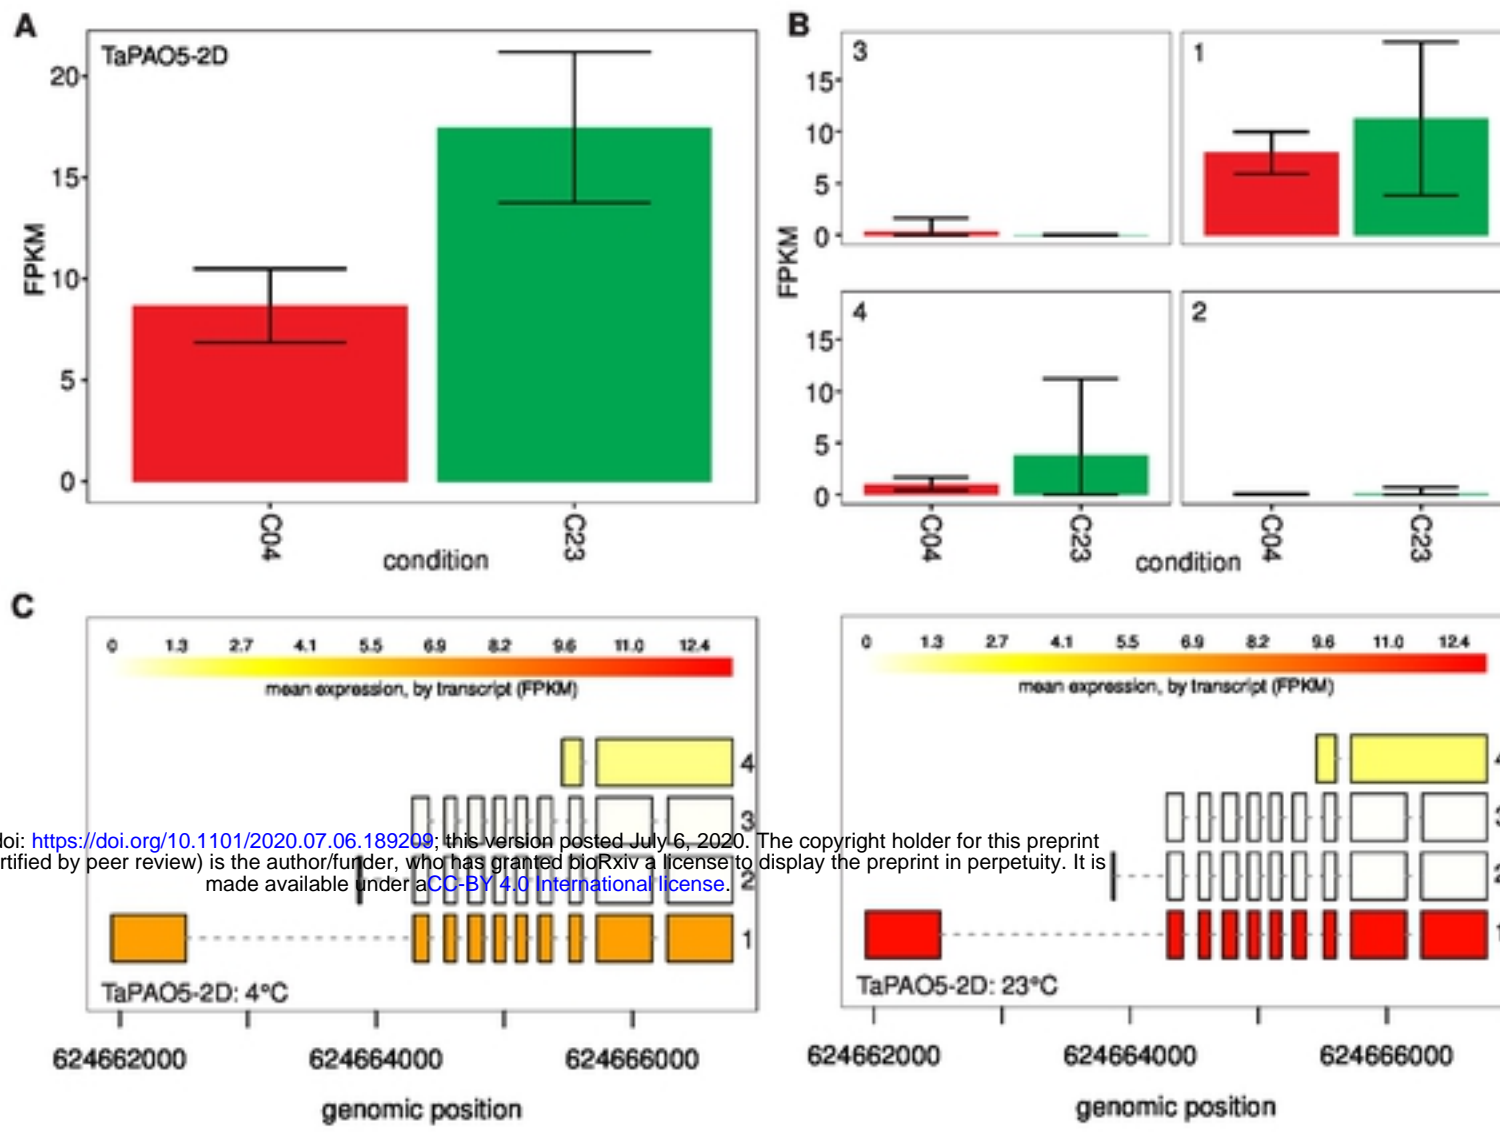 A
TaPAO5-2D
20
15
10
5
0
FPKM
C04
C23
condition
B
3
1
15
10
5
0
FPKM
4
2
15
10
5
0
C04
C23
C04
C23
condition
C
0 1.3 2.7 4.1 5.5 6.9 8.2 9.6 11.0 12.4
mean expression, by transcript (FPKM)
4
3
2
1
TaPAO5-2D: 4°C
624662000 624664000 624666000
genomic position
0 1.3 2.7 4.1 5.5 6.9 8.2 9.6 11.0 12.4
mean expression, by transcript (FPKM)
TaPAO5-2D: 23°C
624662000 624664000 624666000
genomic position
doi: https://doi.org/10.1101/2020.07.06.189209; this version posted July 6, 2020. The copyright holder for this preprint
rtified by peer review) is the author/funder, who has granted bioRxiv a license to display the preprint in perpetuity. It is
made available under aCC-BY 4.0 International license.